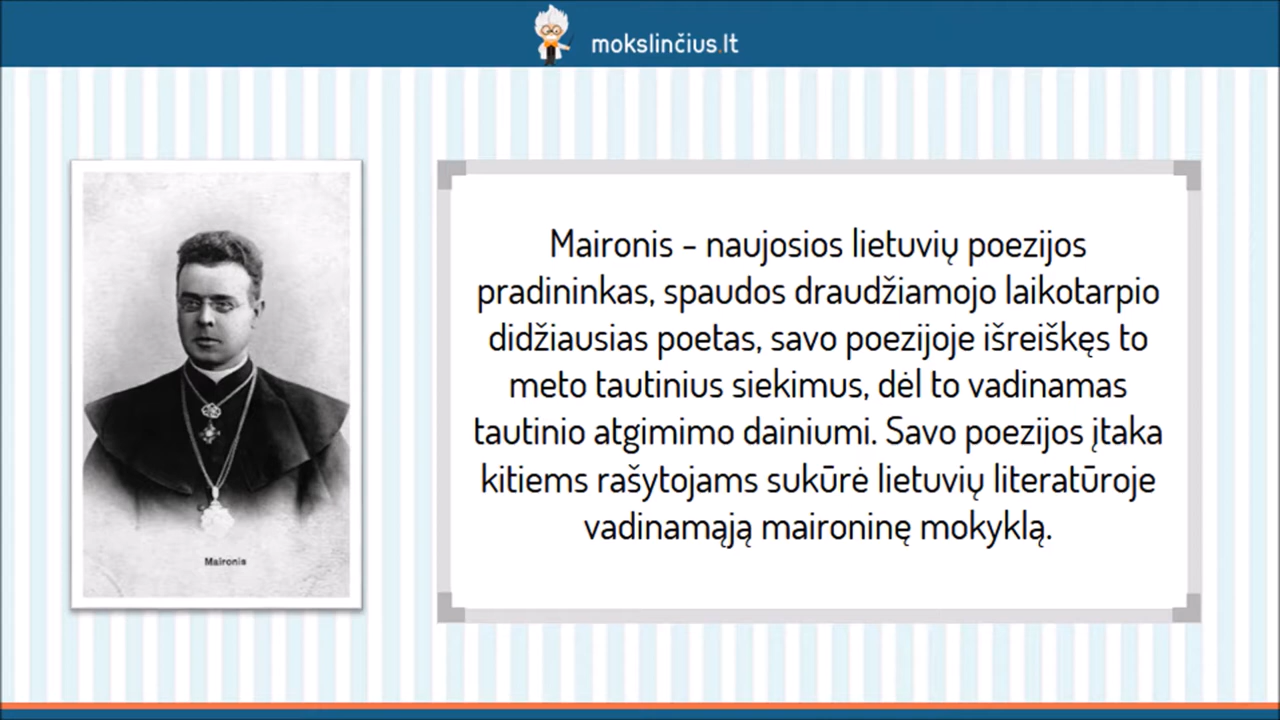 mokslinčius.lt
Maironis - naujosios lietuvių poezijos
pradininkas, spaudos draudžiamojo laikotarpio
didžiausias poetas, savo poezijoje išreiškęs to
meto tautinius siekimus, dėl to vadinamas
tautinio atgimimo dainiumi. Savo poezijos įtaka
kitiems rašytojams sukūrė lietuvių literatūroje
vadinamąją maironinę mokyklą.
Maironis